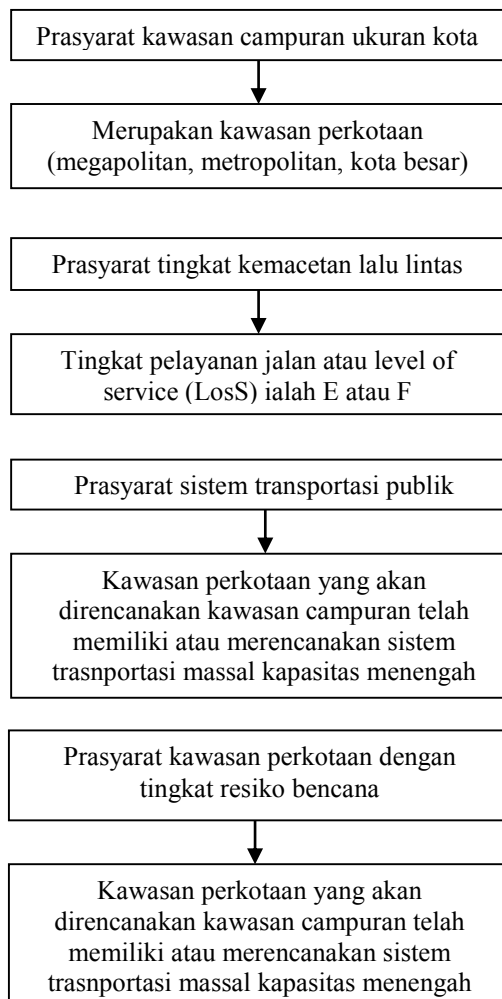 Prasyarat kawasan campuran ukuran kota
Merupakan kawasan perkotaan
(megapolitan, metropolitan, kota besar)
Prasyarat tingkat kemacetan lalu lintas
Tingkat pelayanan jalan atau level of
service (LosS) ialah E atau F
Prasyarat sistem transportasi publik
Kawasan perkotaan yang akan
direncanakan kawasan campuran telah
memiliki atau merencanakan sistem
trasnportasi massal kapasitas menengah
Prasyarat kawasan perkotaan dengan
tingkat resiko bencana
Kawasan perkotaan yang akan
direncanakan kawasan campuran telah
memiliki atau merencanakan sistem
trasnportasi massal kapasitas menengah